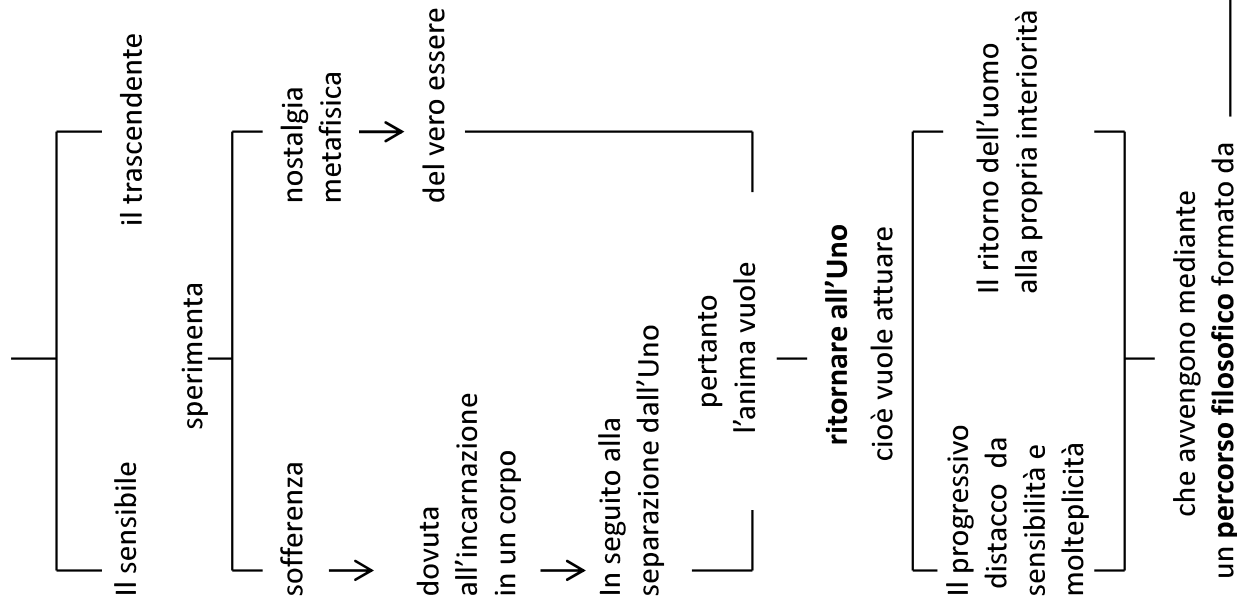 Il sensibile
il trascendente
sperimenta
sofferenza
dovuta
all'incarnazione
in un corpo
In seguito alla
separazione dall'Uno
nostalgia
metafisica
del vero essere
pertanto
l'anima vuole
ritornare all'Uno
cioè vuole attuare
Il progressivo
distacco da
sensibilità e
molteplicità
Il ritorno dell'uomo
alla propria interiorità
che avvengono mediante
un percorso filosofico formato da